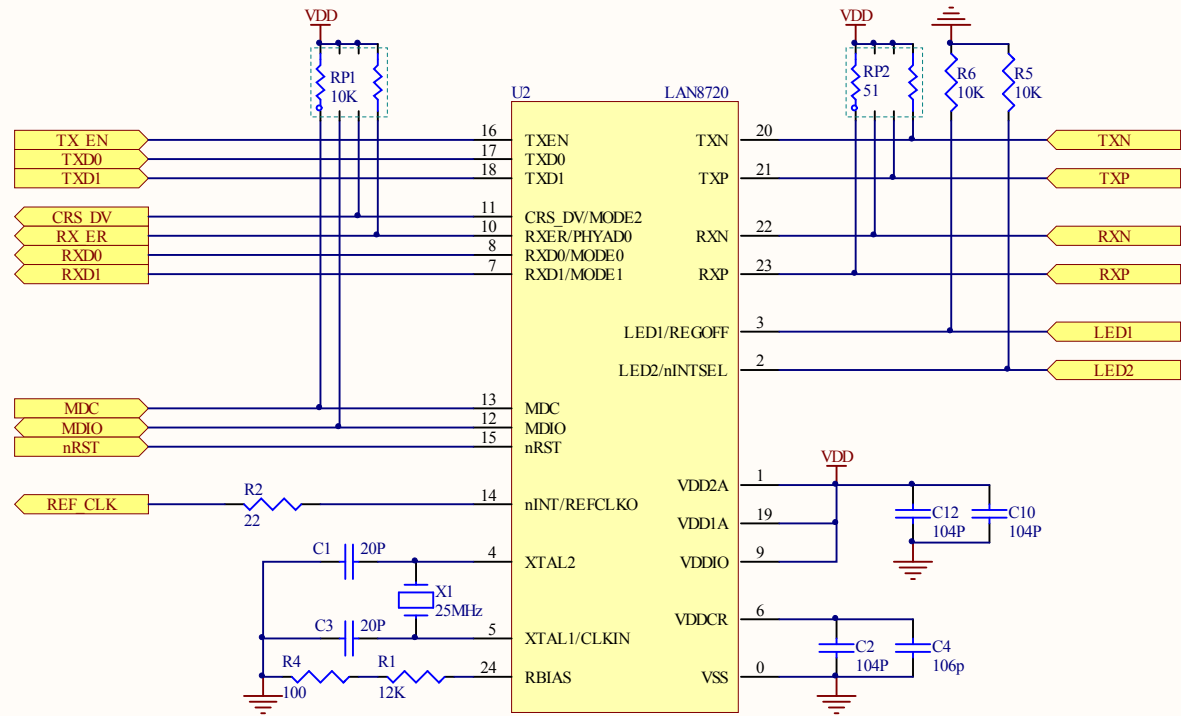 VDD
VDD
RP1
10K
RP2
51
R6
10K
R5
10K
U2
LAN8720
TX_EN 16 TXEN
TXD0 17 TXD0
TXD1 18 TXD1
CRS_DV 11 CRS_DV/MODE2
RX_ER 10 RXER/PHYAD0
RXD0 8 RXD0/MODE0
RXD1 7 RXD1/MODE1
TXN 20 TXN
TXP 21 TXP
RXN 22 RXN
RXP 23 RXP
LED1/REGOFF 3 LED1
LED2/nINTSEL 2 LED2
MDC 13 MDC
MDIO 12 MDIO
nRST 15 nRST
REF_CLK R2 14 nINT/REFCLKO
22
C1 20P 4 XTAL2
X1
25MHz
C3 20P 5 XTAL1/CLKIN
R4 R1 24 RBIAS
100 12K
VDD
VDD2A 1
VDD1A 19
VDDIO 9
C12
104P
C10
104P
VDDCR 6
C2
104P
C4
106p
VSS 0